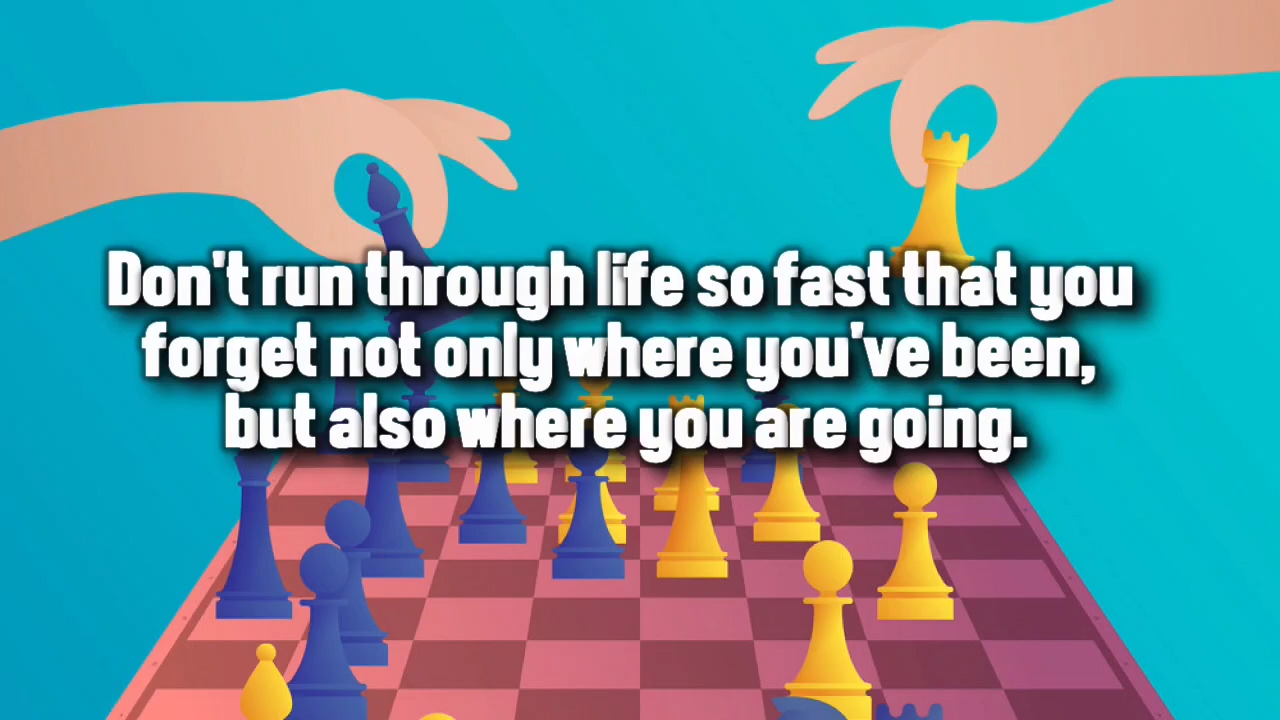 Don't run through life so fast that you
forget not only where you've been,
but also where you are going.